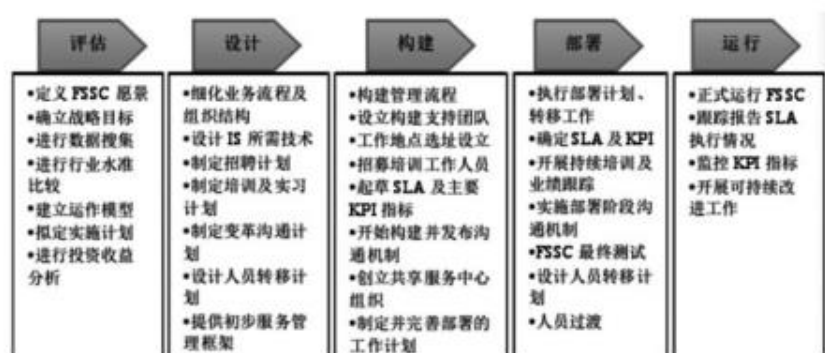 评估
•定义 FSSC 愿景
•确立战略目标
•进行数据搜集
•进行行业水准
比较
•建立运作模型
•拟定实施计划
•进行投资收益
分析
设计
•细化业务流程及
组织结构
•设计 IS 所需技术
•制定招聘计划
•制定培训及实习
计划
•制定变革沟通计
划
•设计人员转移计
划
•提供初步服务管
理框架
构建
•构建管理流程
•设立构建支持团队
•工作地点选址设立
•招募培训工作人员
•起草 SLA 及主要
KPI 指标
•开始构建并发布沟
通机制
•创立共享服务中心
组织
•制定并完善部署的
工作计划
部署
•执行部署计划、
转移工作
•确定 SLA 及 KPI
•开展持续培训及
业绩跟踪
•实施部署阶段沟
通机制
•FSSC 最终测试
•设计人员转移计
划
•人员过渡
运行
•正式运行 FSSC
•跟踪报告 SLA
执行情况
•监控 KPI 指标
•开展可持续改
进工作